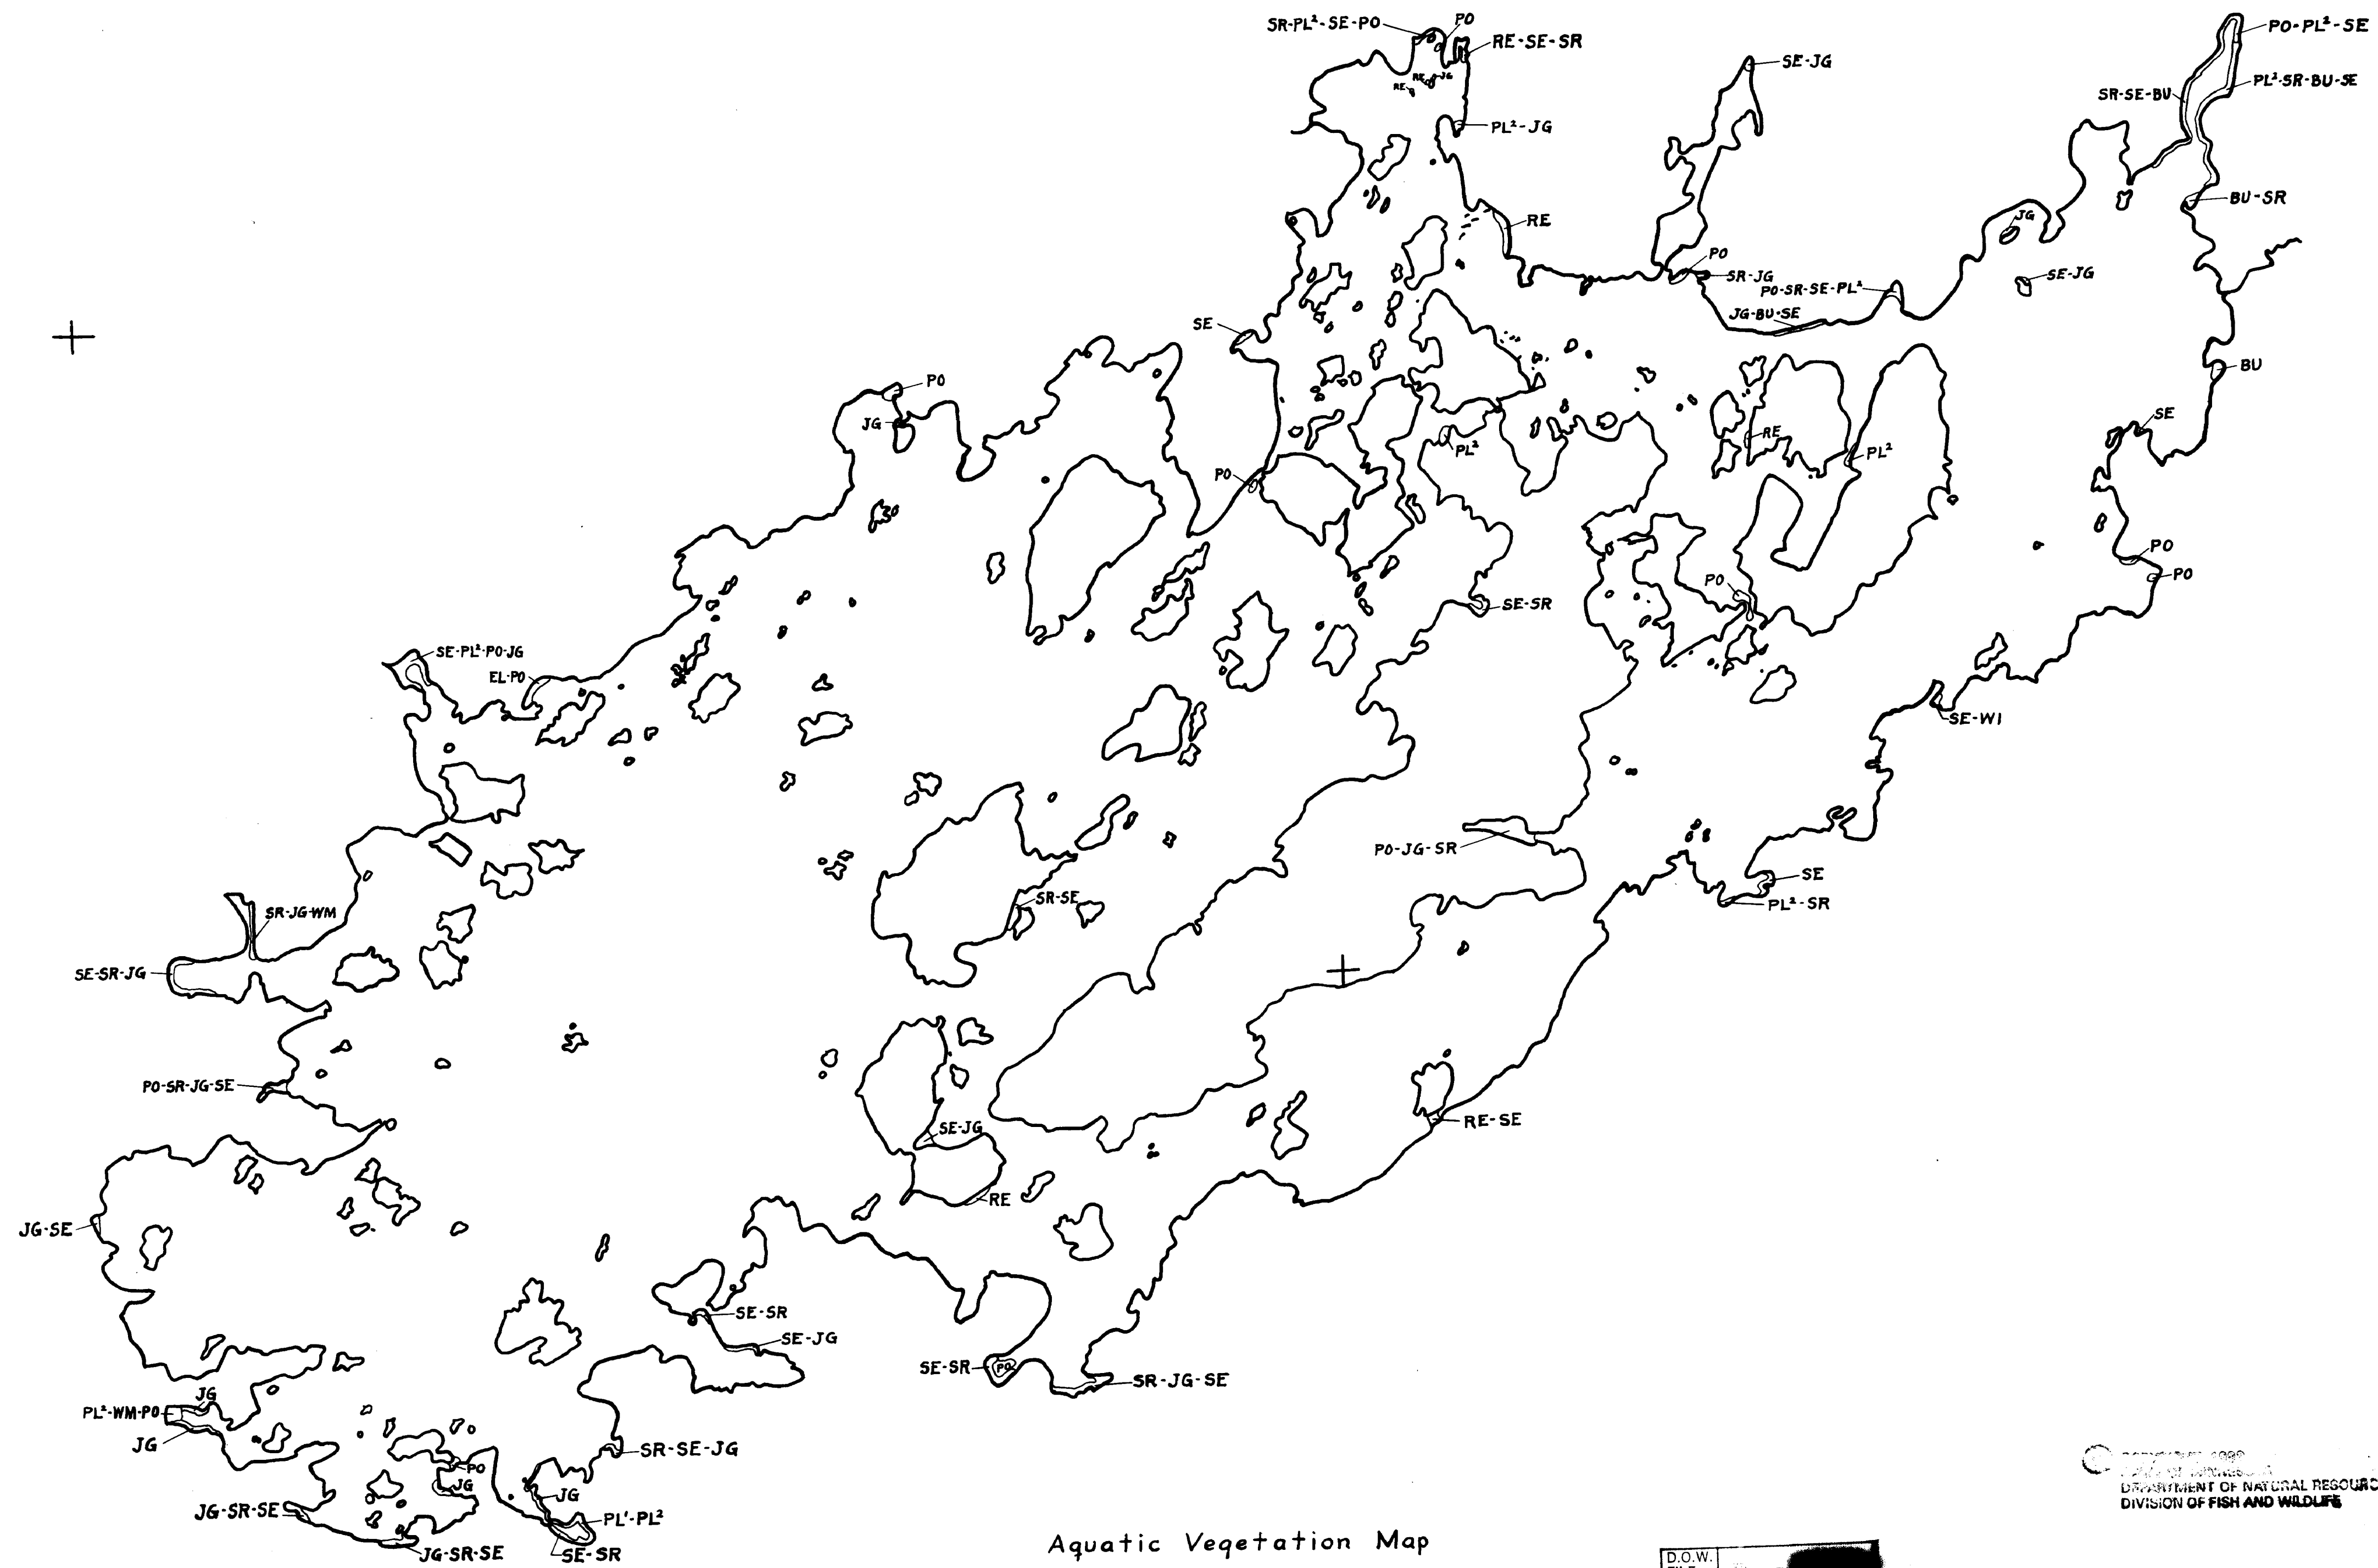 SR-PL²-SE-PO
PO
RE-SE-SR
RE
JG
RE
PL²-JG
SE-JG
PO-PL²-SE
PL²-SR-BU-SE
SR-SE-BU
BU-SR
RE
JG
PO
SR-JG
SE-JG
PO-SR-SE-PL²
JG-BU-SE
SE
BU
PO
JG
SE
RE
PL²
PL²
PO
PO
PO
PO
SE-SR
SE-PL²-PO-JG
EL-PO
SE-WI
PO-JG-SR
SE
PL²-SR
SR-SE
SR-JG-WM
SE-SR-JG
PO-SR-JG-SE
SE-JG
RE-SE
RE
JG-SE
SE-SR
SE-JG
SE-SR
PO
SR-JG-SE
JG
PL²-WM-PO
JG
SR-SE-JG
PO
JG
JG
JG-SR-SE
PL¹-PL²
JG-SR-SE
SE-SR
Aquatic Vegetation Map
DEPARTMENT OF NATURAL RESOURC
DIVISION OF FISH AND WILDLIFE
D.O.W.